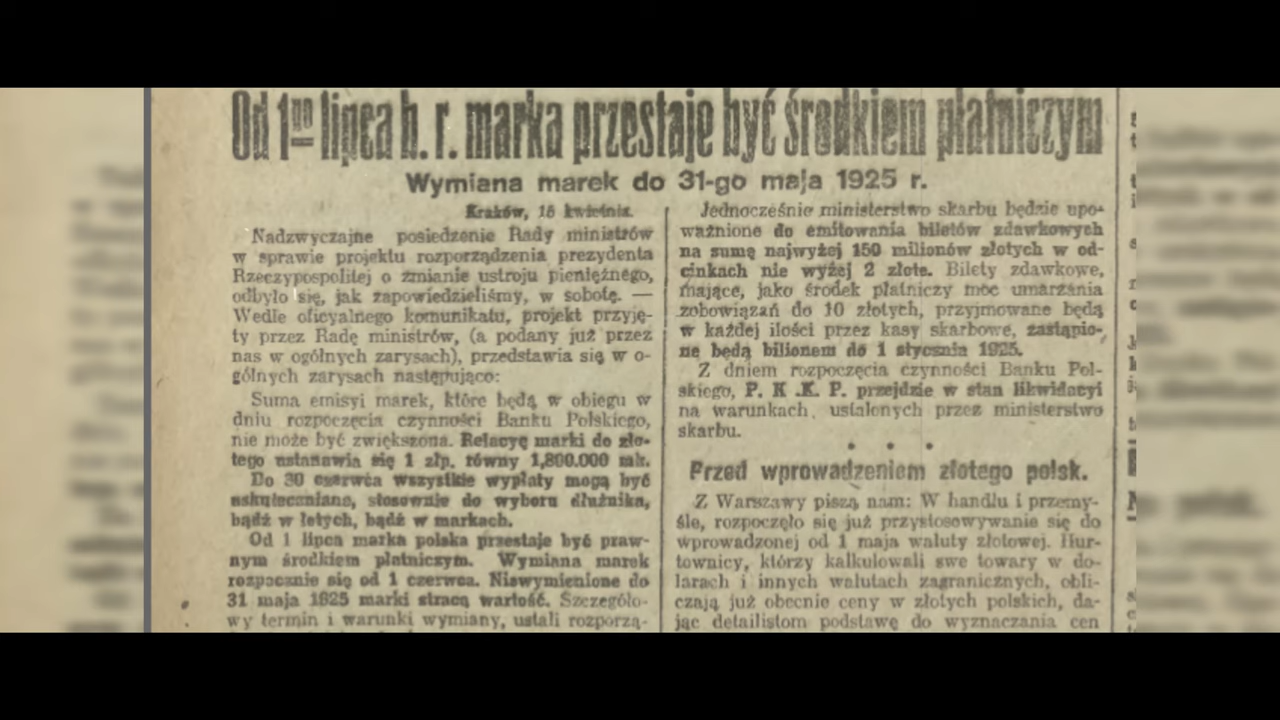 Od 1go lipca b. r. marka przestaje być środkiem płatniczym
Wymiana marek do 31-go maja 1925 r.
Kraków, 15 kwietnia.
Nadzwyczajne posiedzenie Rady ministrów
w sprawie projektu rozporządzenia prezydenta
Rzeczypospolitej o zmianie ustroju pieniężnego,
odbyło się, jak zapowiedzieliśmy, w sobotę. —
Wedle oficyalnego komunikatu, projekt przyję-
ty przez Radę ministrów, (a podany już przez
nas w ogólnych zarysach), przedstawia się w o-
gólnych zarysach następująco:
Suma emisyi marek, które będą w obiegu w
dniu rozpoczęcia czynności Banku Polskiego,
nie może być zwiększona. Relacyę marki do zło-
tego ustanawia się 1 złp. równy 1,800.000 mk.
Do 30 czerwca wszystkie wypłaty mogą być
uskuteczniane, stosownie do wyboru dłużnika,
bądź w łotych, bądź w markach.
Od 1 lipca marka polska przestaje być praw-
nym środkiem płatniczym. Wymiana marek
rozpocznie się od 1 czerwca. Niewymienione do
31 maja 1925 marki stracą wartość. Szczegóło-
wy termin i warunki wymiany, ustali rozporzą-
Jednocześnie ministerstwo skarbu będzie upo-
ważnione do emitowania biletów zdawkowych
na sumę najwyżej 150 milionów złotych w od-
cinkach nie wyżej 2 złote. Bilety zdawkowe,
mające, jako środek płatniczy moc umarzania
zobowiązań do 10 złotych, przyjmowane będą
w każdej ilości przez kasy skarbowe, zastąpio-
ne będą bilionem do 1 stycznia 1925.
Z dniem rozpoczęcia czynności Banku Pol-
skiego, P. K .K. P. przejdzie w stan likwidacyi
na warunkach, ustalonych przez ministerstwo
skarbu.
• • •
Przed wprowadzeniem złotego polsk.
Z Warszawy piszą nam: W handlu i przemy-
śle, rozpoczęło się już przystosowywanie się do
wprowadzonej od 1 maja waluty złotowej. Hur-
townicy, którzy kalkulowali swe towary w do-
larach i innych walutach zagranicznych, obli-
czają już obecnie ceny w złotych polskich, da-
jąc detailistom podstawę do wyznaczania cen